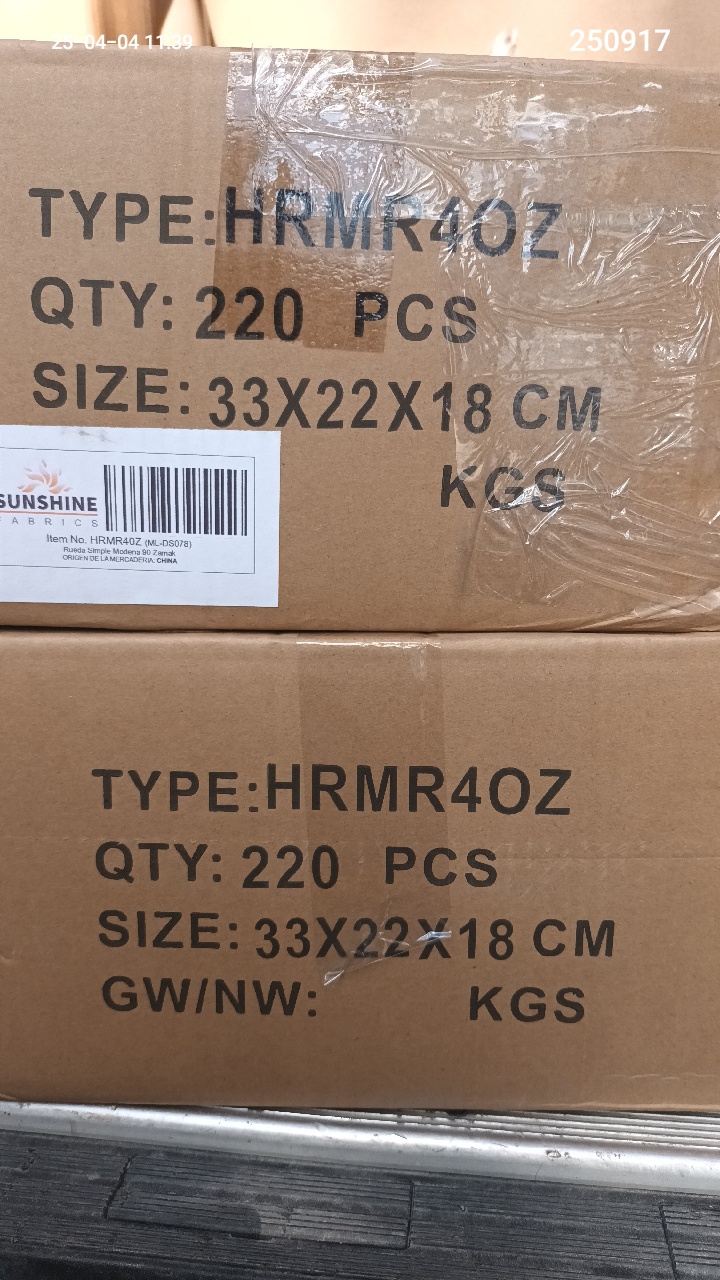 25-04-04 11:39
250917
TYPE:HRMR4OZ
QTY: 220 PCS
SIZE: 33X22X18 CM
KGS
SUNSHINE
FABRICS
Item No. HRMR40Z (ML-DS078)
Rueda Simple Modena 90 Zamak
ORIGEN DE LA MERCADERIA: CHINA
TYPE:HRMR4OZ
QTY: 220 PCS
SIZE: 33X22X18 CM
GW/NW: KGS